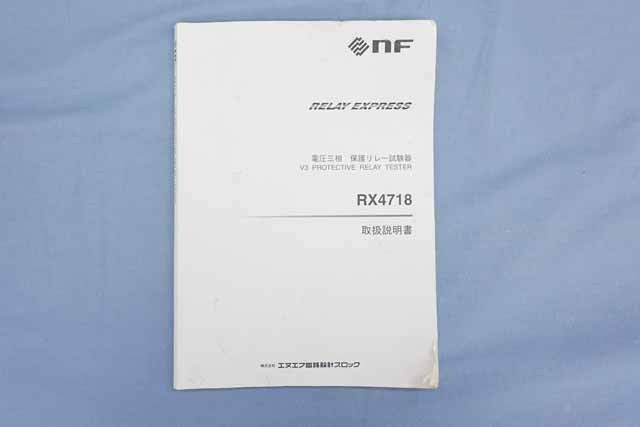 nF
RELAY EXPRESS
電圧三相 保護リレー試験器
V3 PROTECTIVE RELAY TESTER
RX4718
取扱説明書
株式会社 エヌエフ回路設計ブロック